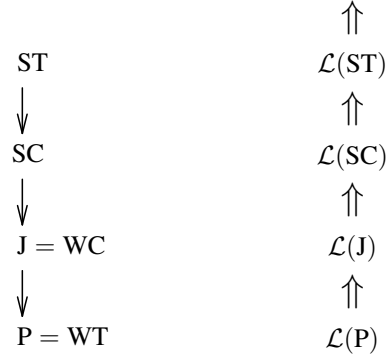 ST ℒ(ST)
SC ℒ(SC)
J = WC ℒ(J)
P = WT ℒ(P)